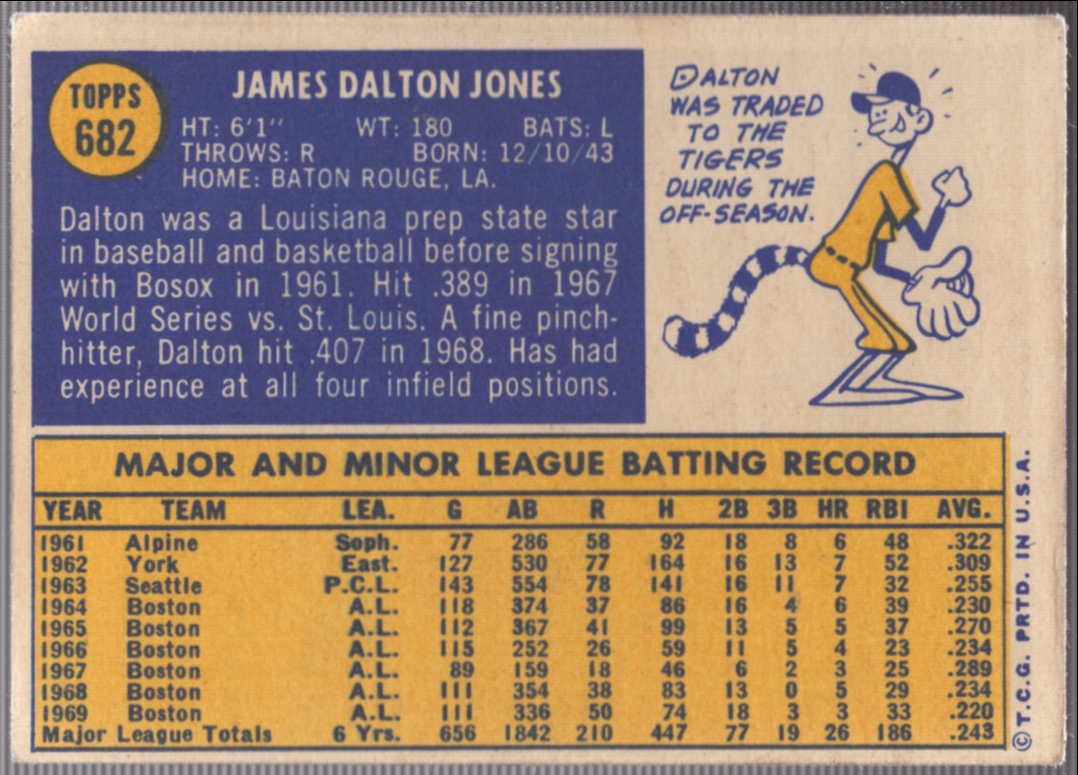 TOPPS
682
JAMES DALTON JONES
HT: 6'1" WT: 180 BATS: L
THROWS: R BORN: 12/10/43
HOME: BATON ROUGE, LA.
Dalton was a Louisiana prep state star
in baseball and basketball before signing
with Bosox in 1961. Hit .389 in 1967
World Series vs. St. Louis. A fine pinch-
hitter, Dalton hit .407 in 1968. Has had
experience at all four infield positions.
DALTON
WAS TRADED
TO THE
TIGERS
DURING THE
OFF-SEASON.
MAJOR AND MINOR LEAGUE BATTING RECORD
YEAR TEAM LEA. G AB R H 2B 3B HR RBI AVG.
1961 Alpine Soph. 77 286 58 92 18 8 6 48 .322
1962 York East. 127 530 77 164 16 13 7 52 .309
1963 Seattle P.C.L. 143 554 78 141 16 11 7 32 .255
1964 Boston A.L. 118 374 37 86 16 4 6 39 .230
1965 Boston A.L. 112 367 41 99 13 5 5 37 .270
1966 Boston A.L. 115 252 26 59 11 5 4 23 .234
1967 Boston A.L. 89 159 18 46 6 2 3 25 .289
1968 Boston A.L. 111 354 38 83 13 0 5 29 .234
1969 Boston A.L. 111 336 50 74 18 3 3 33 .220
Major League Totals 6 Yrs. 656 1842 210 447 77 19 26 186 .243
©T.C.G. PRTD. IN U.S.A.